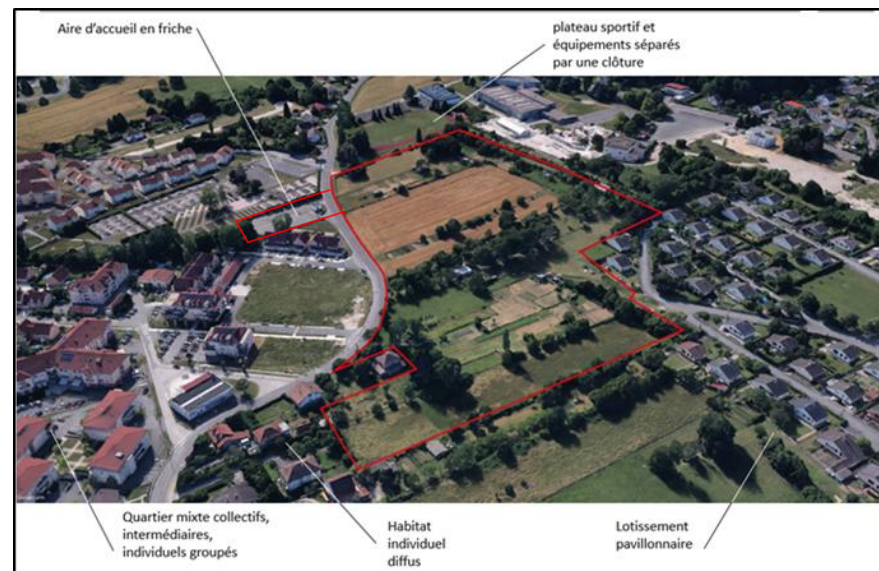 Aire d'accueil en friche
plateau sportif et
équipements séparés
par une clôture
Quartier mixte collectifs,
intermédiaires,
individuels groupés
Habitat
individuel
diffus
Lotissement
pavillonnaire